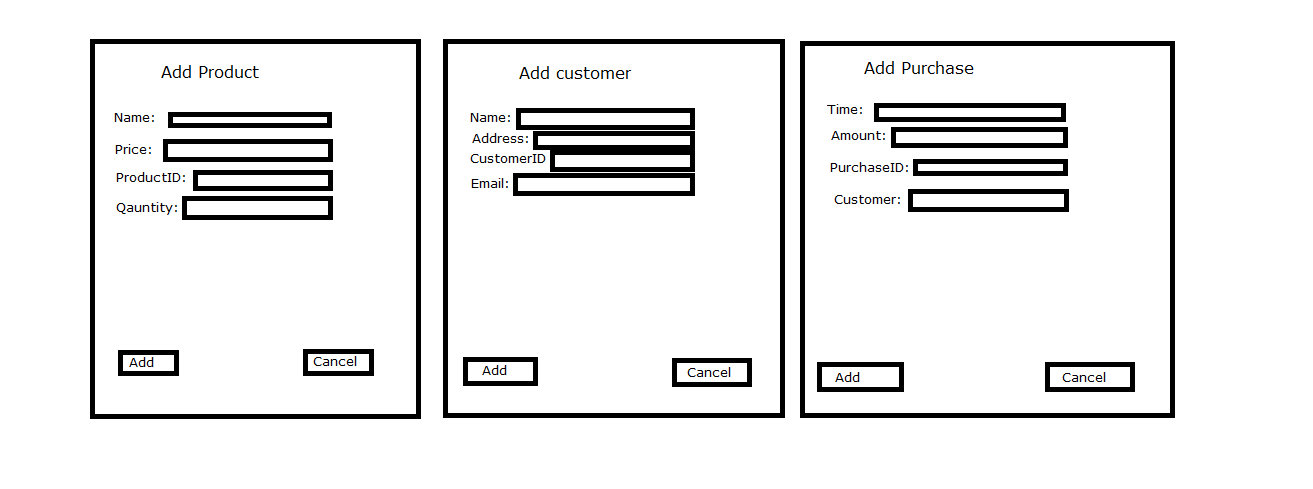 Add Product
Name:
Price:
ProductID:
Qauntity:
Add
Cancel
Add customer
Name:
Address:
CustomerID
Email:
Add
Cancel
Add Purchase
Time:
Amount:
PurchaseID:
Customer:
Add
Cancel